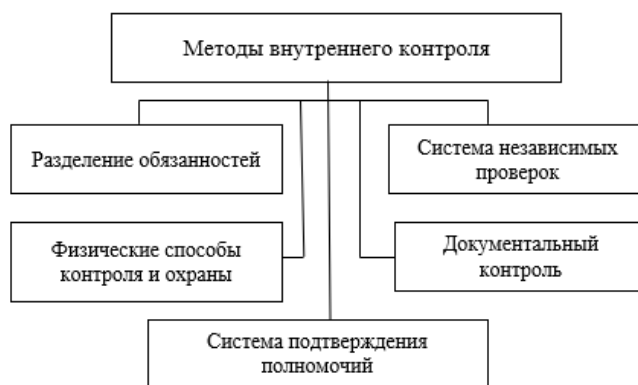 Методы внутреннего контроля
Разделение обязанностей
Система независимых
проверок
Физические способы
контроля и охраны
Документальный
контроль
Система подтверждения
полномочий